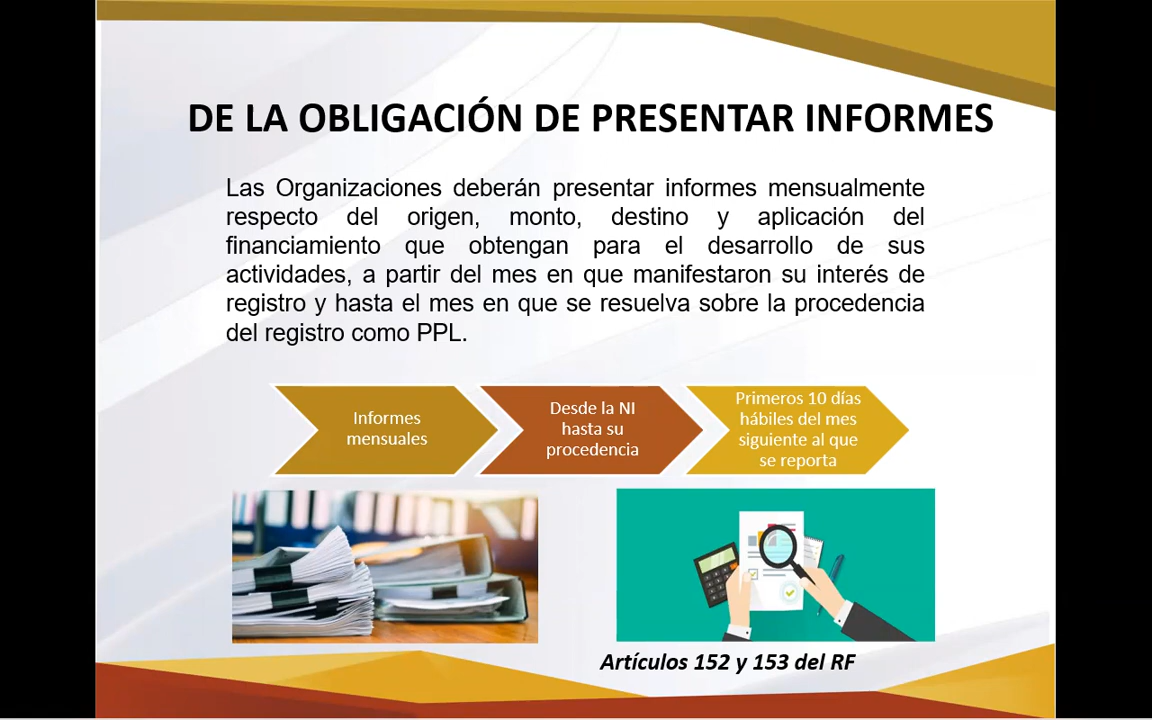 DE LA OBLIGACIÓN DE PRESENTAR INFORMES
Las Organizaciones deberán presentar informes mensualmente
respecto del origen, monto, destino y aplicación del
financiamiento que obtengan para el desarrollo de sus
actividades, a partir del mes en que manifestaron su interés de
registro y hasta el mes en que se resuelva sobre la procedencia
del registro como PPL.
Informes
mensuales
Desde la NI
hasta su
procedencia
Primeros 10 días
hábiles del mes
siguiente al que
se reporta
Artículos 152 y 153 del RF